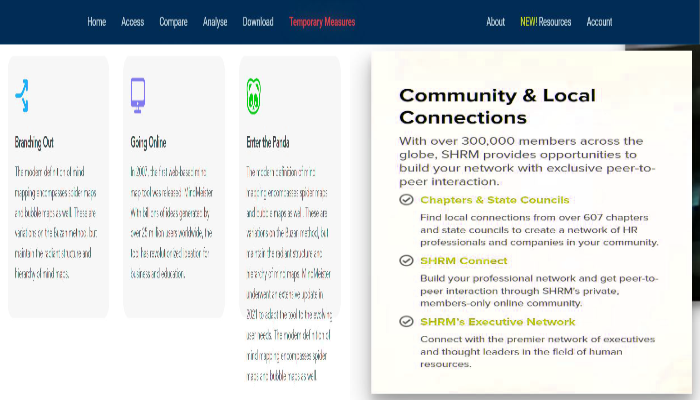 Home Access Compare Analyse Download Temporary Measures About NEW! Resources Account
Branching Out
The modern definition of mind
mapping encompasses spider maps
and bubble maps as well. These are
variations on the Buzan method, but
maintain the radiant structure and
hierarchy of mind maps.
Going Online
In 2007, the first web-based mind
map tool was released: MindMeister.
With billions of ideas generated by
over 25 million users worldwide, the
tool has revolutionized ideation for
business and education.
Enter the Panda
The modern definition of mind
mapping encompasses spider maps
and bubble maps as well. These are
variations on the Buzan method, but
maintain the radiant structure and
hierarchy of mind maps. MindMeister
underwent an extensive update in
2021 to adapt the tool to the evolving
user needs. The modern definition of
mind mapping encompasses spider
maps and bubble maps as well.
Community & Local
Connections
With over 300,000 members across the
globe, SHRM provides opportunities to
build your network with exclusive peer-to-
peer interaction.
Chapters & State Councils
Find local connections from over 607 chapters
and state councils to create a network of HR
professionals and companies in your community.
SHRM Connect
Build your professional network and get peer-to-
peer interaction through SHRM's private,
members-only online community.
SHRM's Executive Network
Connect with the premier network of executives
and thought leaders in the field of human
resources.